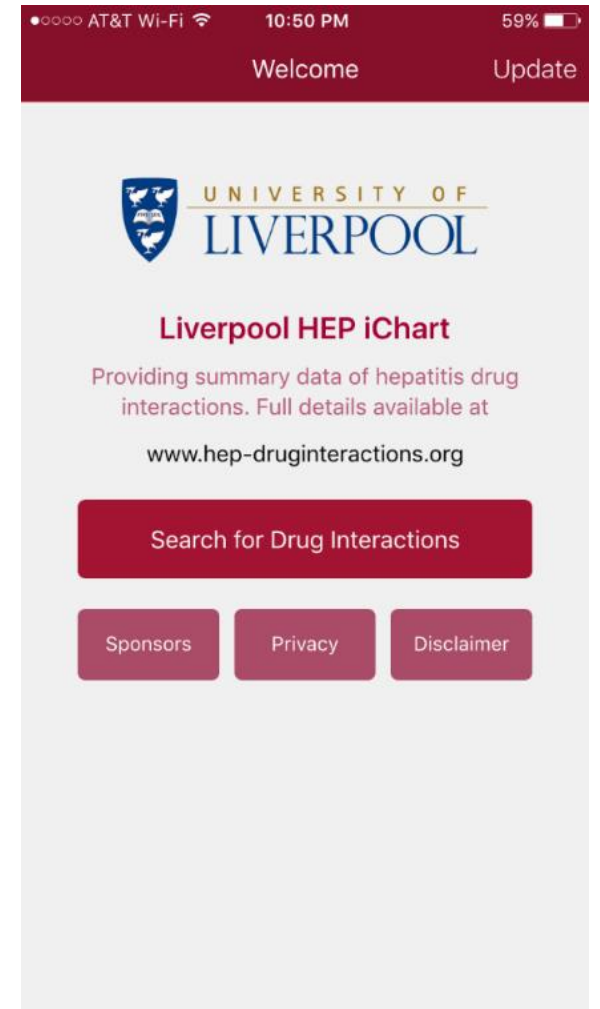 AT&T Wi-Fi 10:50 PM 59%
Welcome Update
UNIVERSITY OF
LIVERPOOL
Liverpool HEP iChart
Providing summary data of hepatitis drug
interactions. Full details available at
www.hep-druginteractions.org
Search for Drug Interactions
Sponsors Privacy Disclaimer